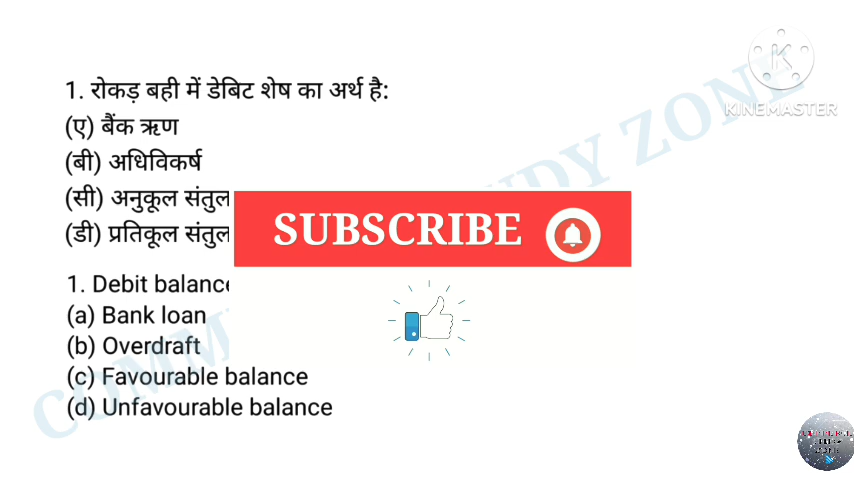 1. रोकड़ बही में डेबिट शेष का अर्थ है:
(ए) बैंक ऋण
(बी) अधिविकर्ष
(सी) अनुकूल
(डी) प्रतिकूल
SUBSCRIBE
1. Debit balance
(a) Bank loan
(b) Overdraft
(c) Favourable balance
(d) Unfavourable balance
KINEMASTER